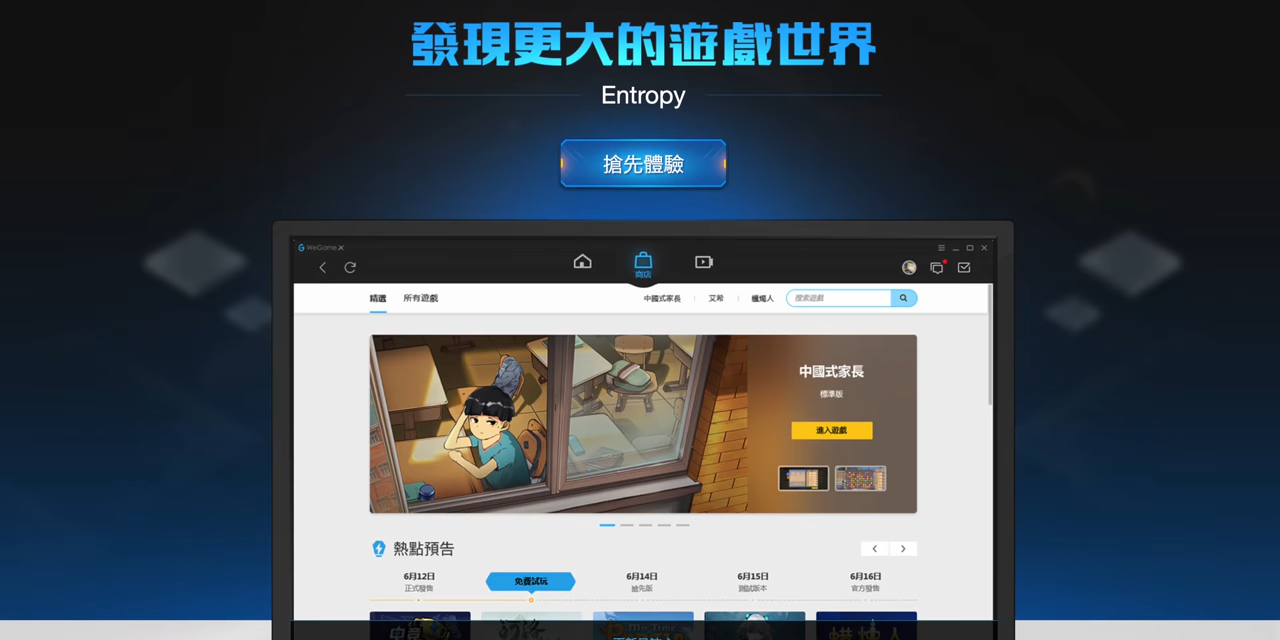 發現更大的遊戲世界
Entropy
搶先體驗
WeGame X
商店
精選 所有遊戲 中國式家長 艾希 蠟燭人 搜索遊戲
中國式家長
標準版
進入遊戲
熱點預告
6月12日 免費試玩 6月14日 6月15日 6月16日
正式發售 搶先版 測試版本 官方發售